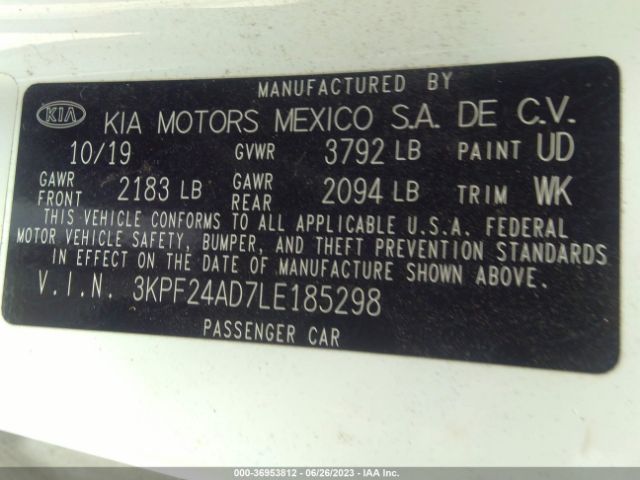 MANUFACTURED BY
KIA KIA MOTORS MEXICO S.A. DE C.V.
10/19 GVWR 3792 LB PAINT UD
GAWR FRONT 2183 LB GAWR REAR 2094 LB TRIM WK
THIS VEHICLE CONFORMS TO ALL APPLICABLE U.S.A. FEDERAL
MOTOR VEHICLE SAFETY, BUMPER, AND THEFT PREVENTION STANDARDS
IN EFFECT ON THE DATE OF MANUFACTURE SHOWN ABOVE.
V.I.N. 3KPF24AD7LE185298
PASSENGER CAR
000-36953812 - 06/26/2023 - IAA Inc.